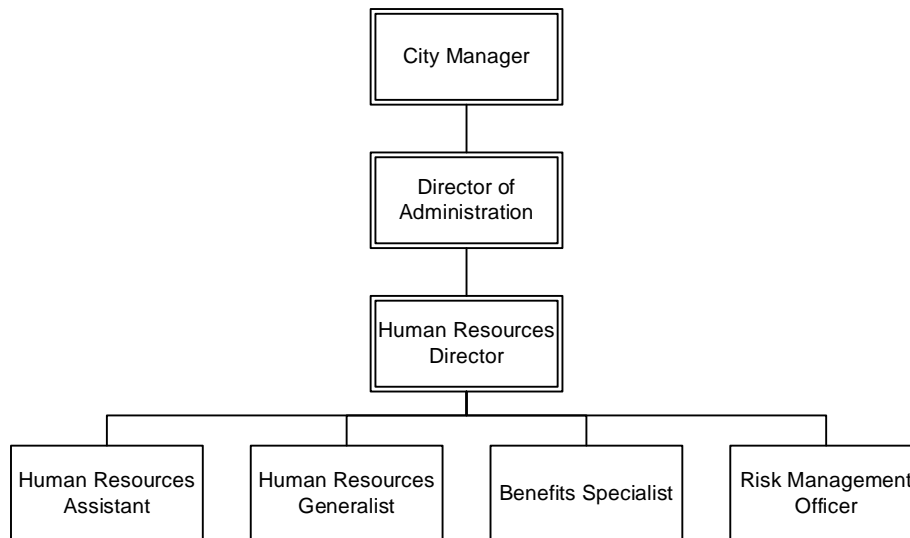 City Manager
Director of
Administration
Human Resources
Director
Human Resources
Assistant
Human Resources
Generalist
Benefits Specialist
Risk Management
Officer